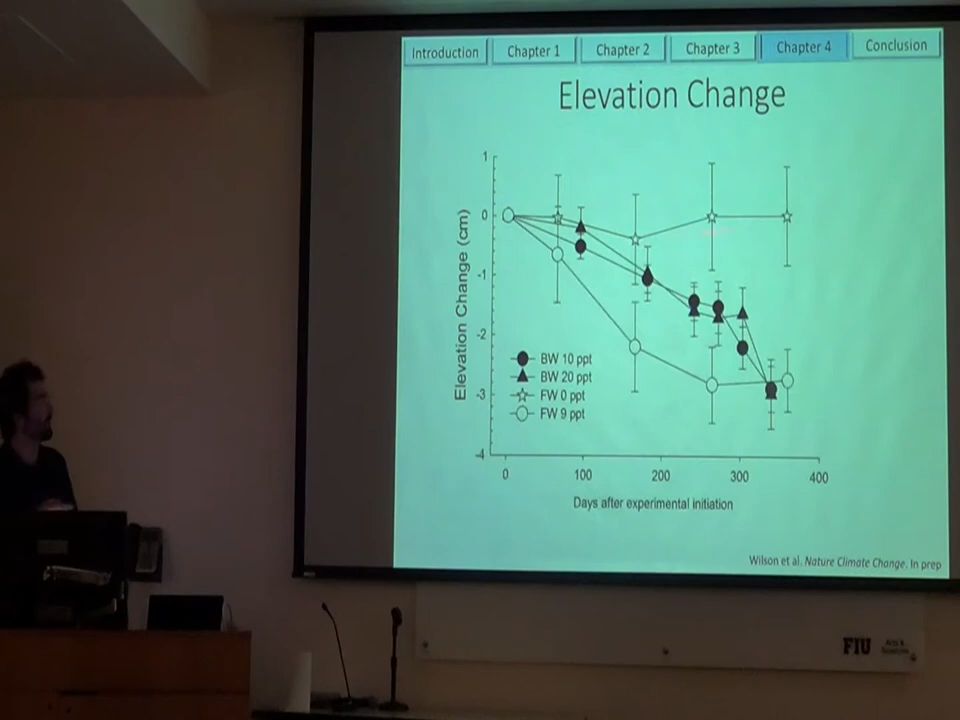 Introduction Chapter 1 Chapter 2 Chapter 3 Chapter 4 Conclusion
Elevation Change
Elevation Change (cm)
1
0
-1
-2
-3
-4
BW 10 ppt
BW 20 ppt
FW 0 ppt
FW 9 ppt
0 100 200 300 400
Days after experimental initiation
Wilson et al. Nature Climate Change. In prep
FIU